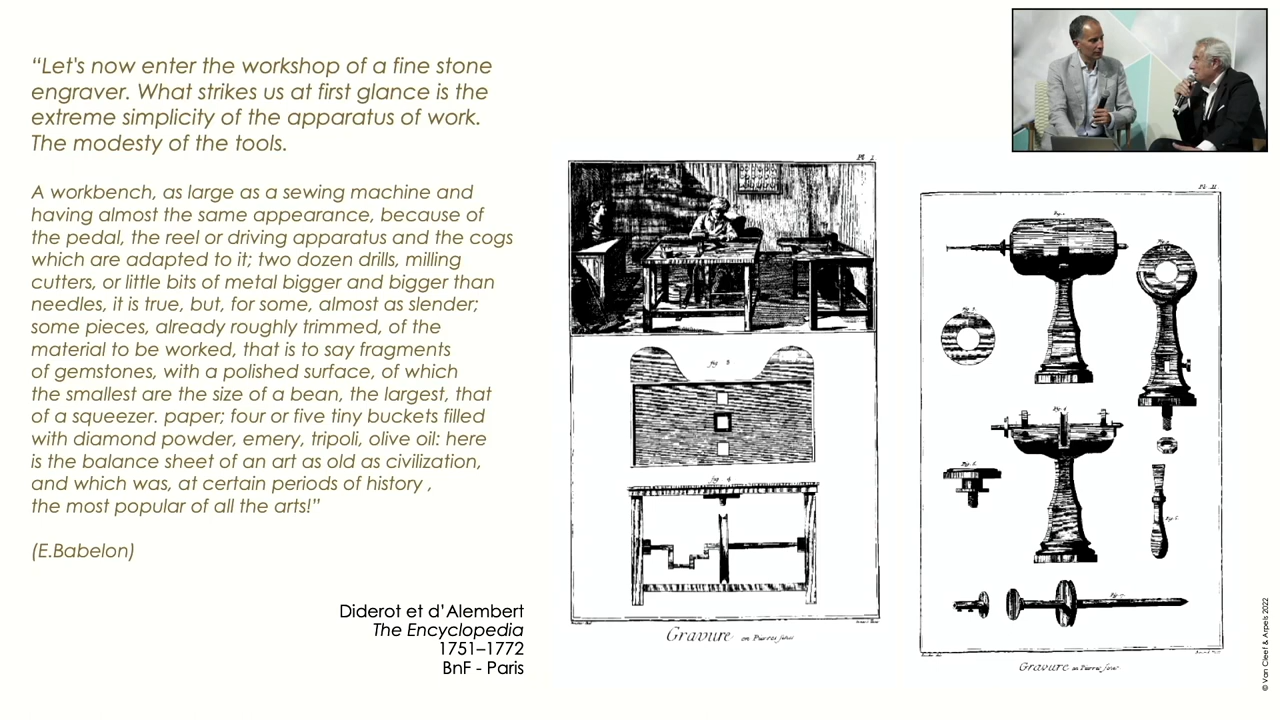 “Let's now enter the workshop of a fine stone
engraver. What strikes us at first glance is the
extreme simplicity of the apparatus of work.
The modesty of the tools.
A workbench, as large as a sewing machine and
having almost the same appearance, because of
the pedal, the reel or driving apparatus and the cogs
which are adapted to it; two dozen drills, milling
cutters, or little bits of metal bigger and bigger than
needles, it is true, but, for some, almost as slender;
some pieces, already roughly trimmed, of the
material to be worked, that is to say fragments
of gemstones, with a polished surface, of which
the smallest are the size of a bean, the largest, that
of a squeezer. paper; four or five tiny buckets filled
with diamond powder, emery, tripoli, olive oil: here
is the balance sheet of an art as old as civilization,
and which was, at certain periods of history ,
the most popular of all the arts!”
(E.Babelon)
Diderot et d’Alembert
The Encyclopedia
1751–1772
BnF - Paris
Gravure en Pierres fines
Gravure en Pierres fines
© Van Cleef & Arpels 2022